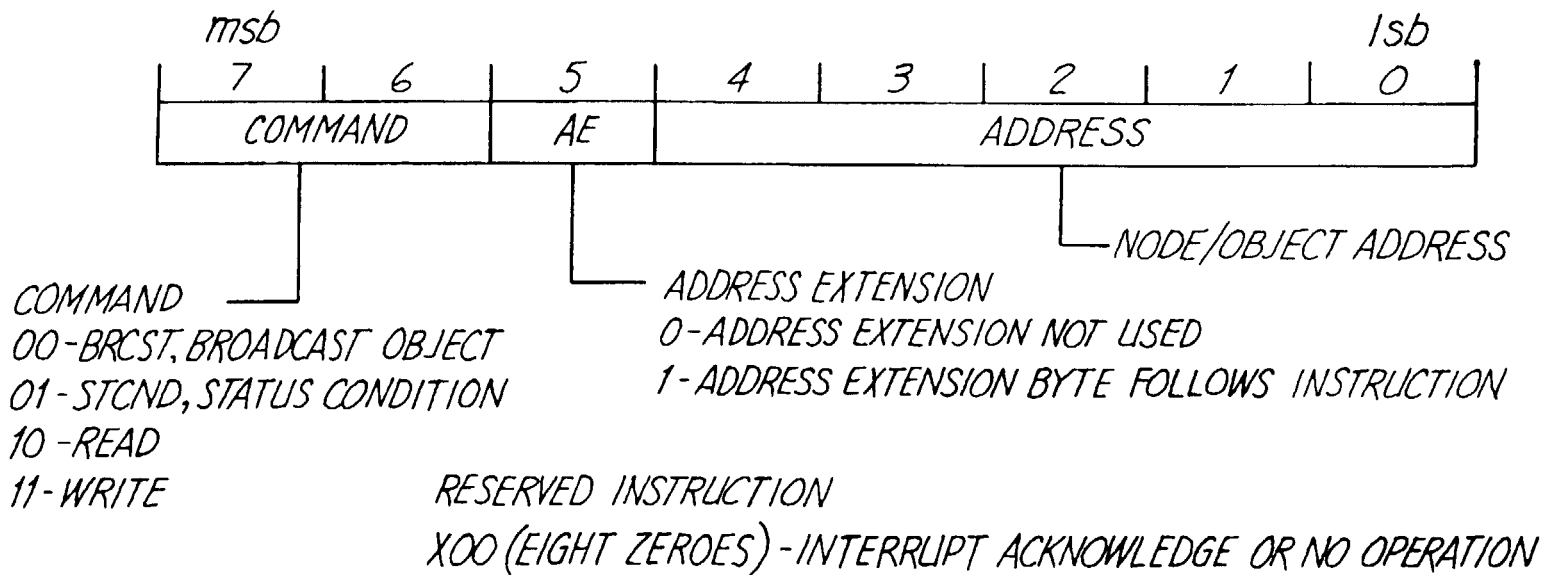 msb lsb
7 6 5 4 3 2 1 0
COMMAND AE ADDRESS
NODE/OBJECT ADDRESS
COMMAND
00-BRCST, BROADCAST OBJECT
01-STCND, STATUS CONDITION
10-READ
11-WRITE
ADDRESS EXTENSION
0-ADDRESS EXTENSION NOT USED
1-ADDRESS EXTENSION BYTE FOLLOWS INSTRUCTION
RESERVED INSTRUCTION
X00 (EIGHT ZEROES)-INTERRUPT ACKNOWLEDGE OR NO OPERATION